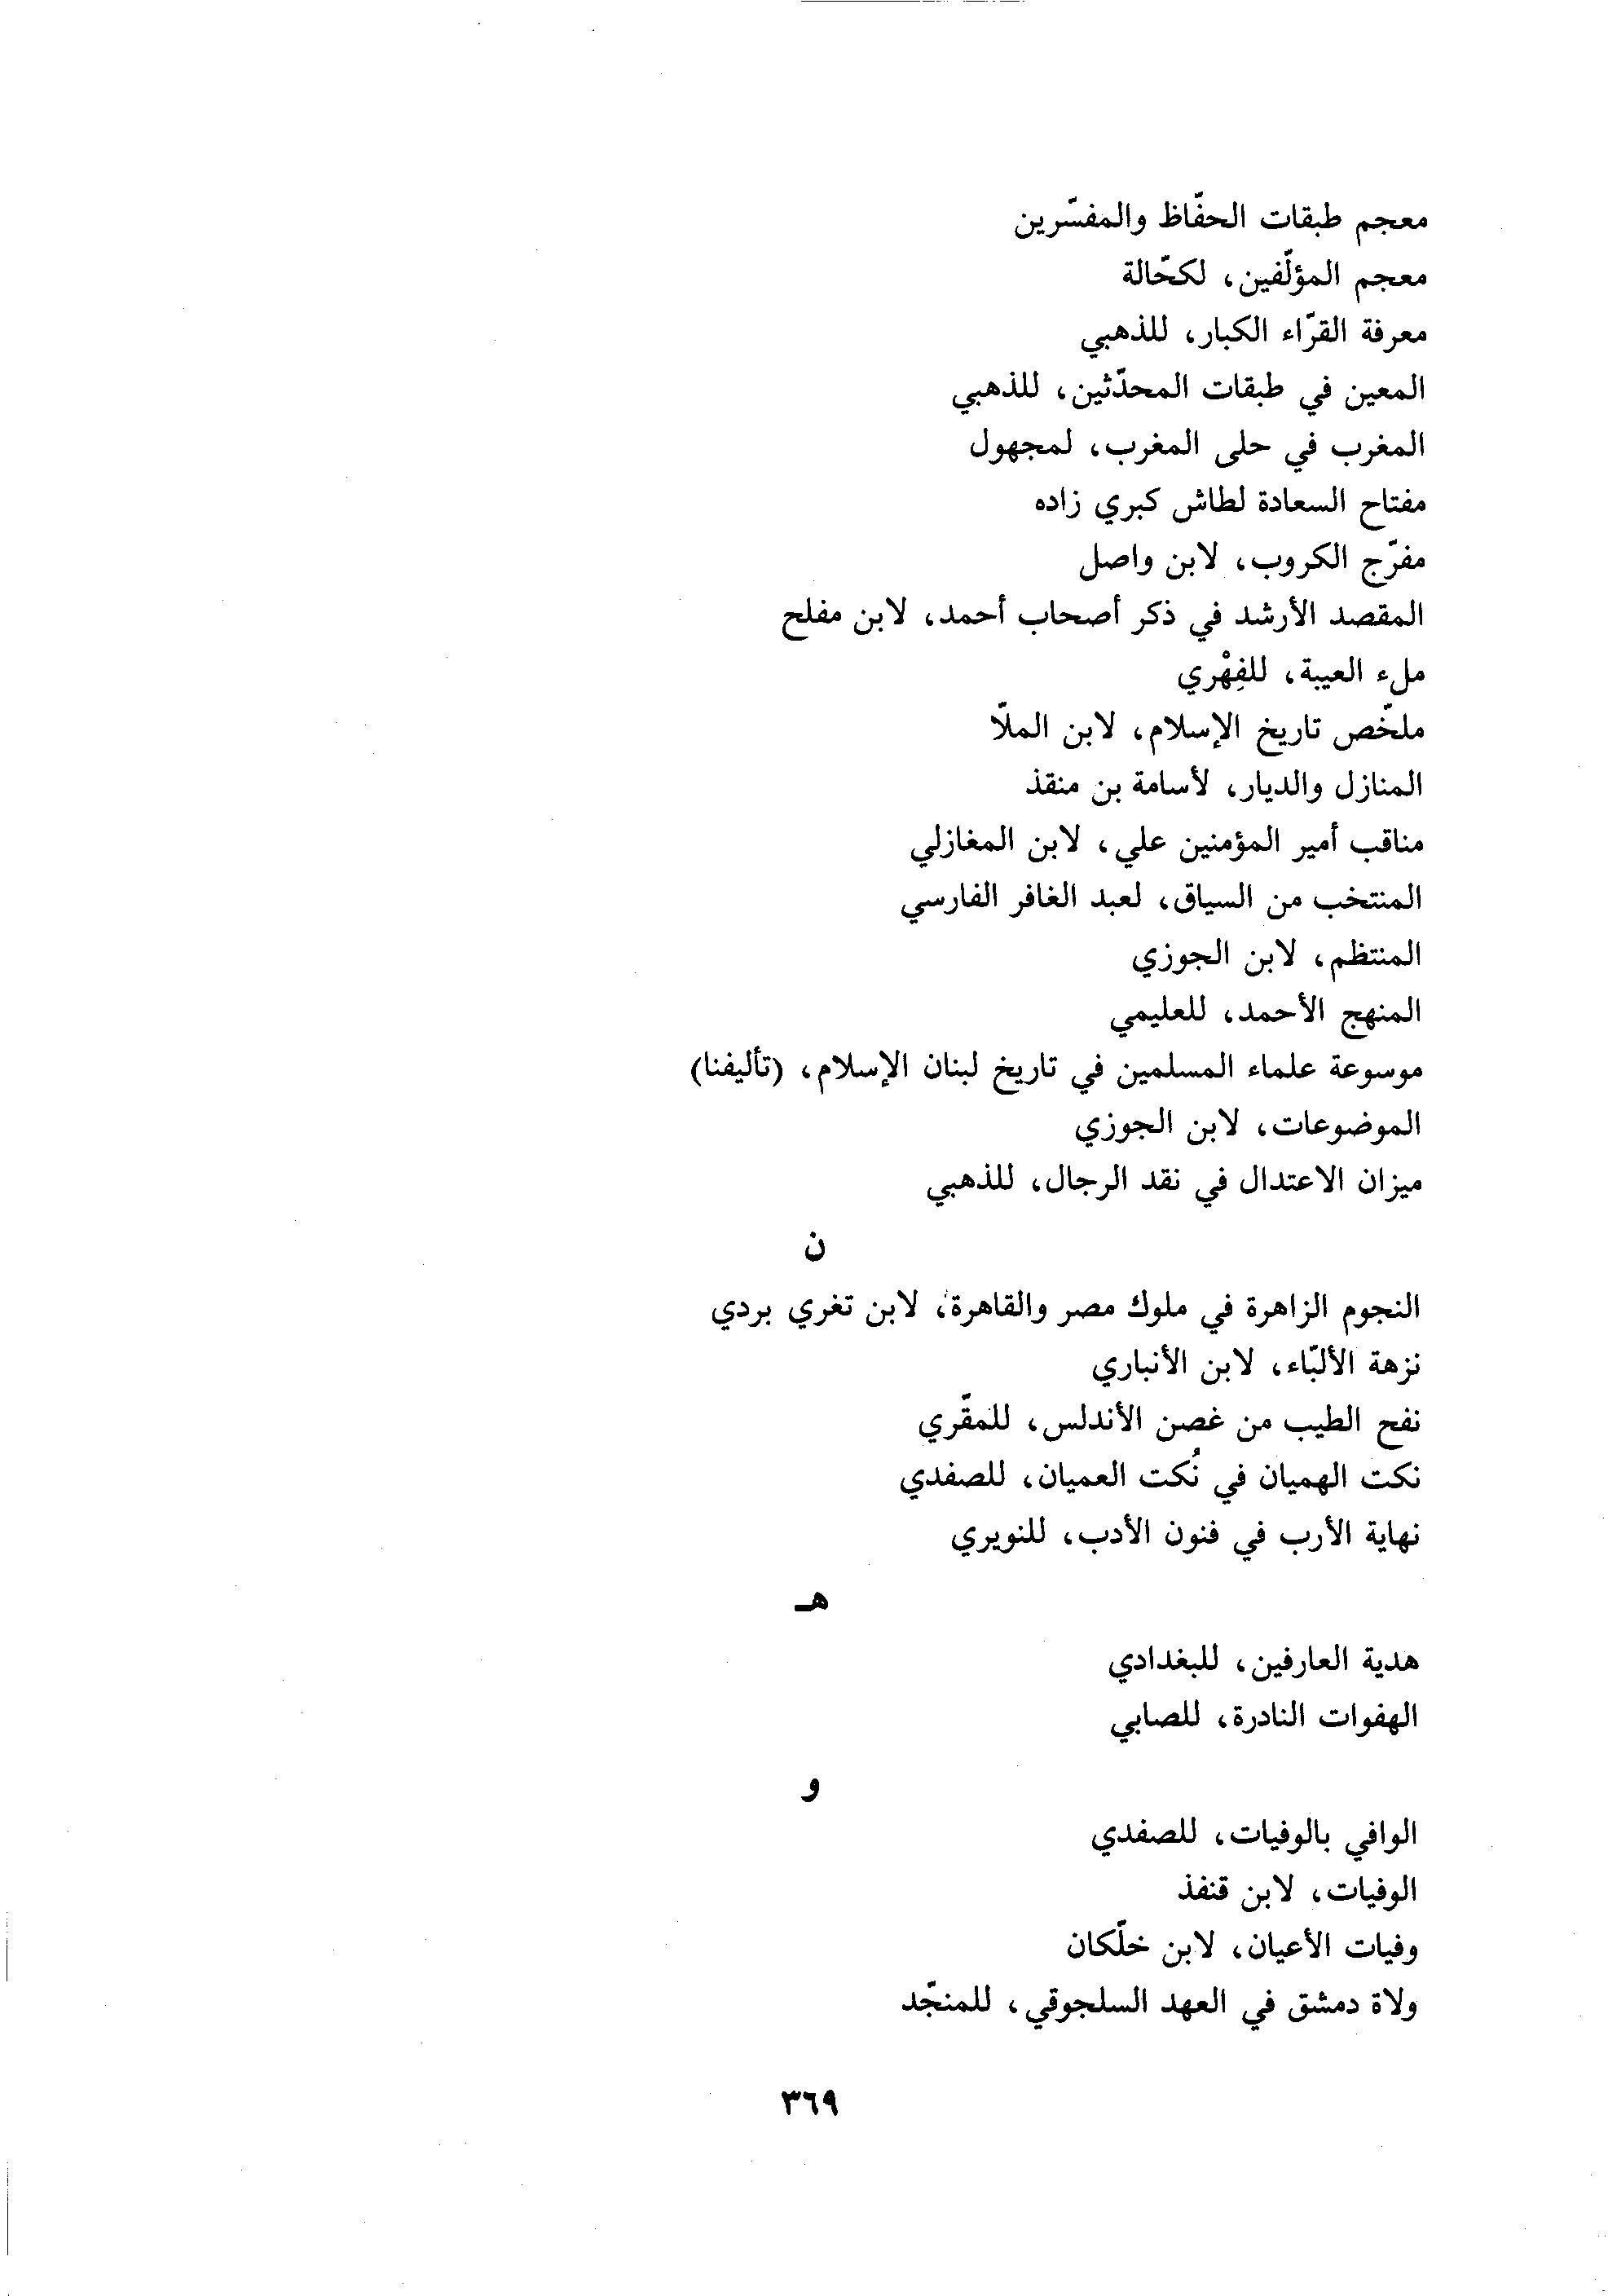 معجم طبقات الحفّاظ والمفسّرين
معجم المؤلّفين، لكحّالة
معرفة القرّاء الكبار، للذهبي
المعين في طبقات المحدّثين، للذهبي
المغرب في حلى المغرب، لمجهول
مفتاح السعادة لطاش كبري زاده
مفرّج الكروب، لابن واصل
المقصد الأرشد في ذكر أصحاب أحمد، لابن مفلح
ملء العيبة، للفِهْري
ملخّص تاريخ الإسلام، لابن الملّا
المنازل والديار، لأسامة بن منقذ
مناقب أمير المؤمنين علي، لابن المغازلي
المنتخب من السياق، لعبد الغافر الفارسي
المنتظم، لابن الجوزي
المنهج الأحمد، للعليمي
موسوعة علماء المسلمين في تاريخ لبنان الإسلام، (تأليفنا)
الموضوعات، لابن الجوزي
ميزان الاعتدال في نقد الرجال، للذهبي
ن
النجوم الزاهرة في ملوك مصر والقاهرة، لابن تغري بردي
نزهة الألبّاء، لابن الأنباري
نفح الطيب من غصن الأندلس، للمقّري
نكت الهميان في نُكت العميان، للصفدي
نهاية الأرب في فنون الأدب، للنويري
هـ
هدية العارفين، للبغدادي
الهفوات النادرة، للصابي
و
الوافي بالوفيات، للصفدي
الوفيات، لابن قنفذ
وفيات الأعيان، لابن خلّكان
ولاة دمشق في العهد السلجوقي، للمنجّد
٣٦٩